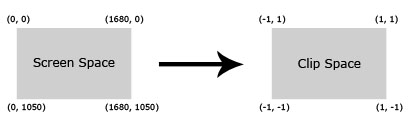 (0, 0) (1680, 0) (-1, 1) (1, 1)
Screen Space Clip Space
(0, 1050) (1680, 1050) (-1, -1) (1, -1)